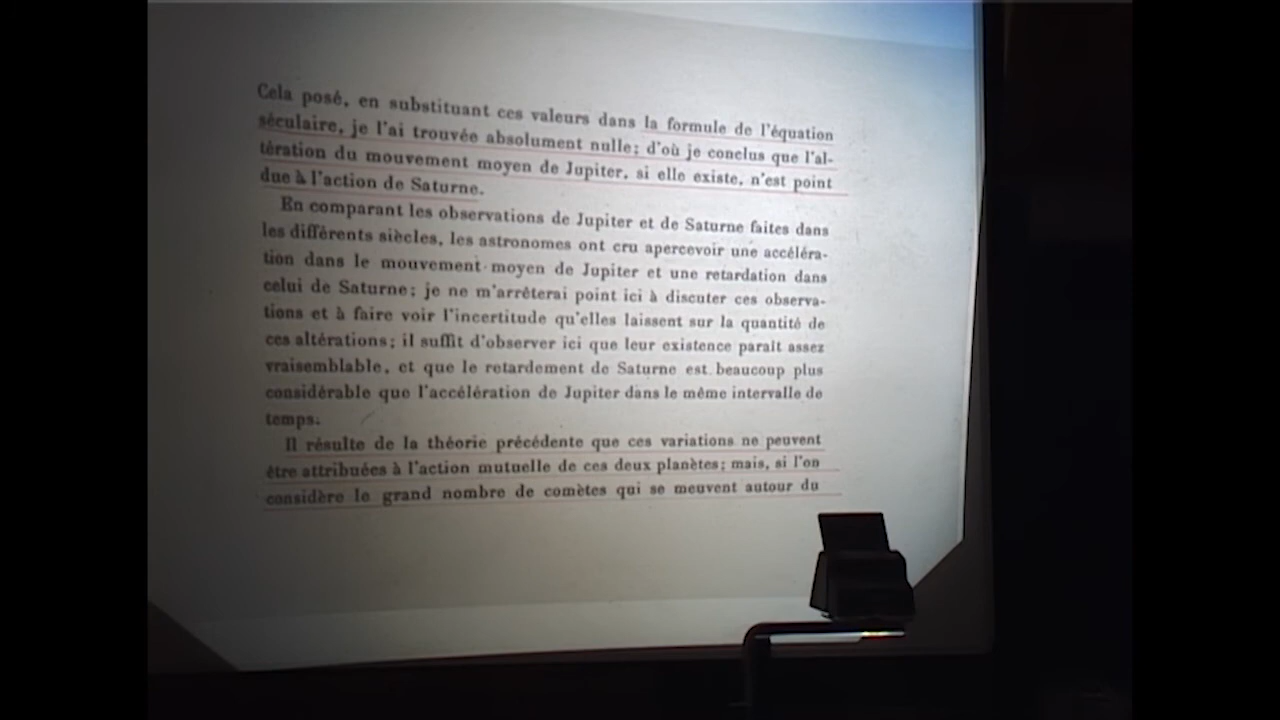 Cela posé, en substituant ces valeurs dans la formule de l'équation
séculaire, je l'ai trouvée absolument nulle; d'où je conclus que l'al-
tération du mouvement moyen de Jupiter, si elle existe, n'est point
due à l'action de Saturne.
En comparant les observations de Jupiter et de Saturne faites dans
les différents siècles, les astronomes ont cru apercevoir une accéléra-
tion dans le mouvement moyen de Jupiter et une retardation dans
celui de Saturne; je ne m'arrêterai point ici à discuter ces observa-
tions et à faire voir l'incertitude qu'elles laissent sur la quantité de
ces altérations; il suffit d'observer ici que leur existence paraît assez
vraisemblable, et que le retardement de Saturne est beaucoup plus
considérable que l'accélération de Jupiter dans le même intervalle de
temps.
Il résulte de la théorie précédente que ces variations ne peuvent
être attribuées à l'action mutuelle de ces deux planètes; mais, si l'on
considère le grand nombre de comètes qui se meuvent autour du